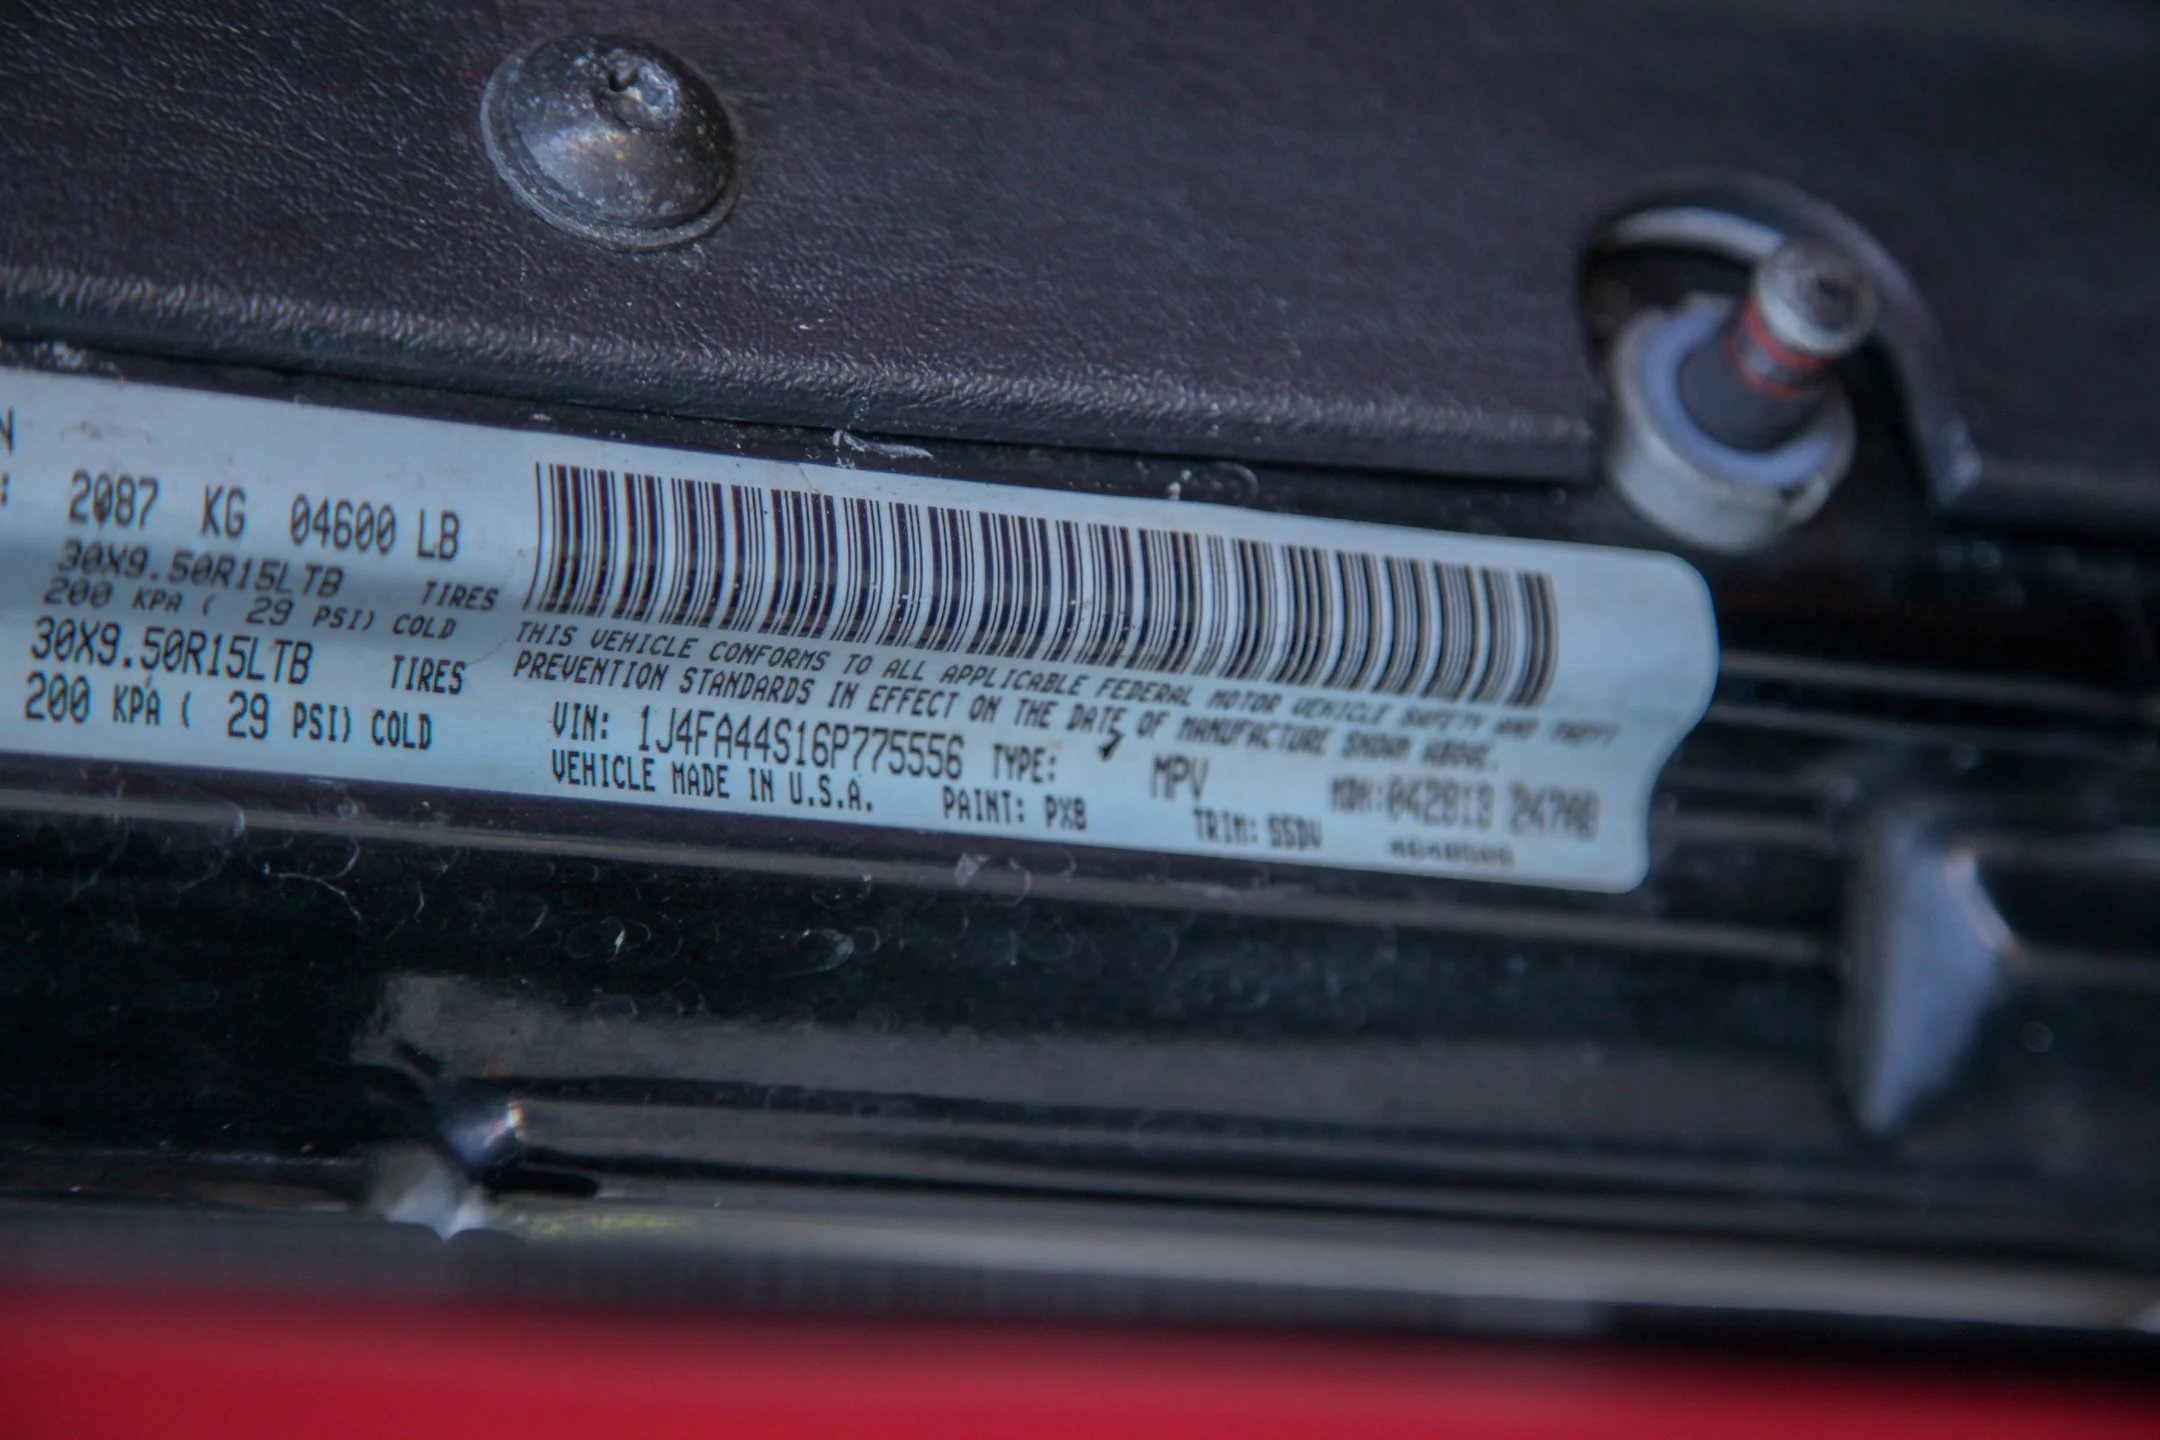 N
: 2087 KG 04600 LB
30X9.50R15LTB TIRES
200 KPA ( 29 PSI) COLD
30X9.50R15LTB TIRES
200 KPA ( 29 PSI) COLD
THIS VEHICLE CONFORMS TO ALL APPLICABLE FEDERAL MOTOR VEHICLE SAFETY AND THEFT
PREVENTION STANDARDS IN EFFECT ON THE DATE OF MANUFACTURE SHOWN ABOVE.
VIN: 1J4FA44S16P775556 TYPE: MPV
VEHICLE MADE IN U.S.A. PAINT: PX8 TRIM: